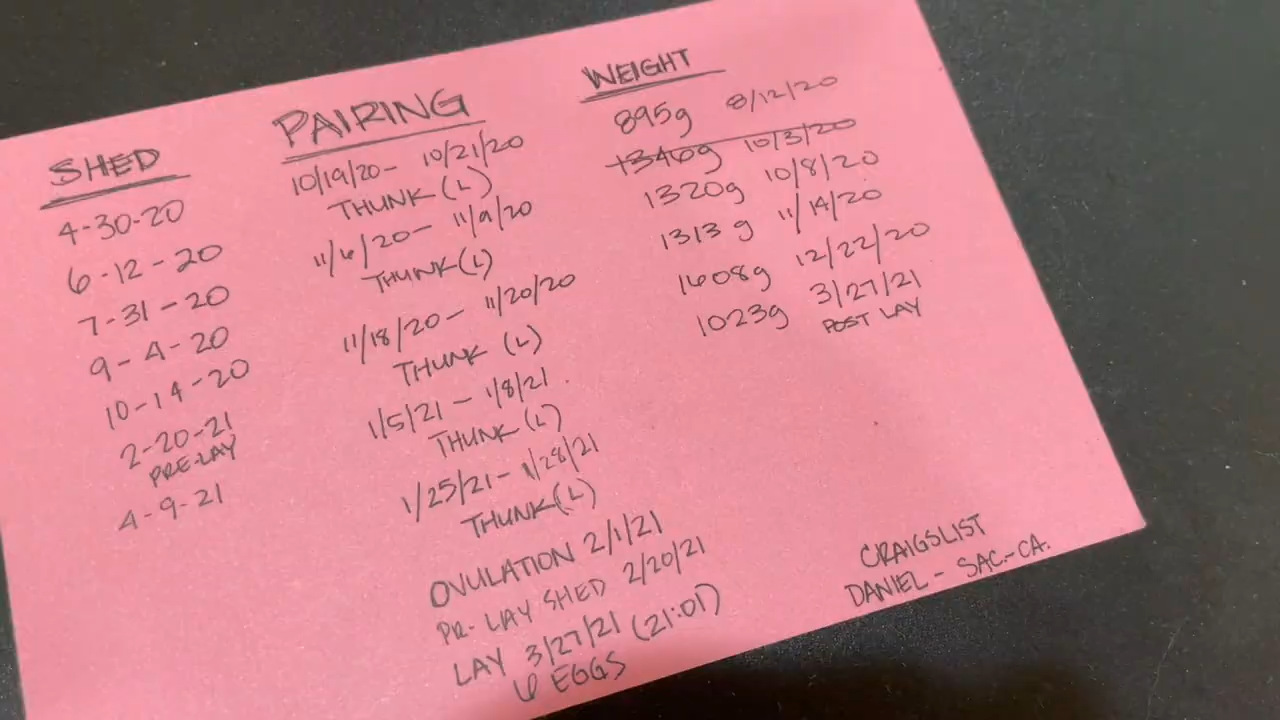 SHED
4-30-20
6-12-20
7-31-20
9-4-20
10-14-20
2-20-21
PRE-LAY
4-9-21
PAIRING
10/19/20- 10/21/20
THUNK (L)
11/6/20- 11/9/20
THUNK (L)
11/18/20- 11/20/20
THUNK (L)
1/5/21- 1/8/21
THUNK (L)
1/25/21- 1/28/21
THUNK (L)
OVULATION 2/1/21
PR- LAY SHED 2/20/21
LAY 3/27/21 (21:01)
6 EGGS
WEIGHT
895g 8/12/20
1346g 10/3/20
1320g 10/8/20
1313g 11/14/20
1608g 12/22/20
1023g 3/27/21
POST LAY
CRAIGSLIST
DANIEL- SAC.-CA.